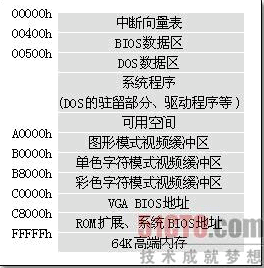 00000h
中断向量表
00400h
BIOS数据区
00500h
DOS数据区
系统程序
(DOS的驻留部分、驱动程序等)
可用空间
A0000h
图形模式视频缓冲区
B0000h
单色字符模式视频缓冲区
B8000h
彩色字符模式视频缓冲区
C0000h
VGA BIOS地址
C8000h
ROM扩展、系统BIOS地址
FFFFFh
64K高端内存
技术成就梦想